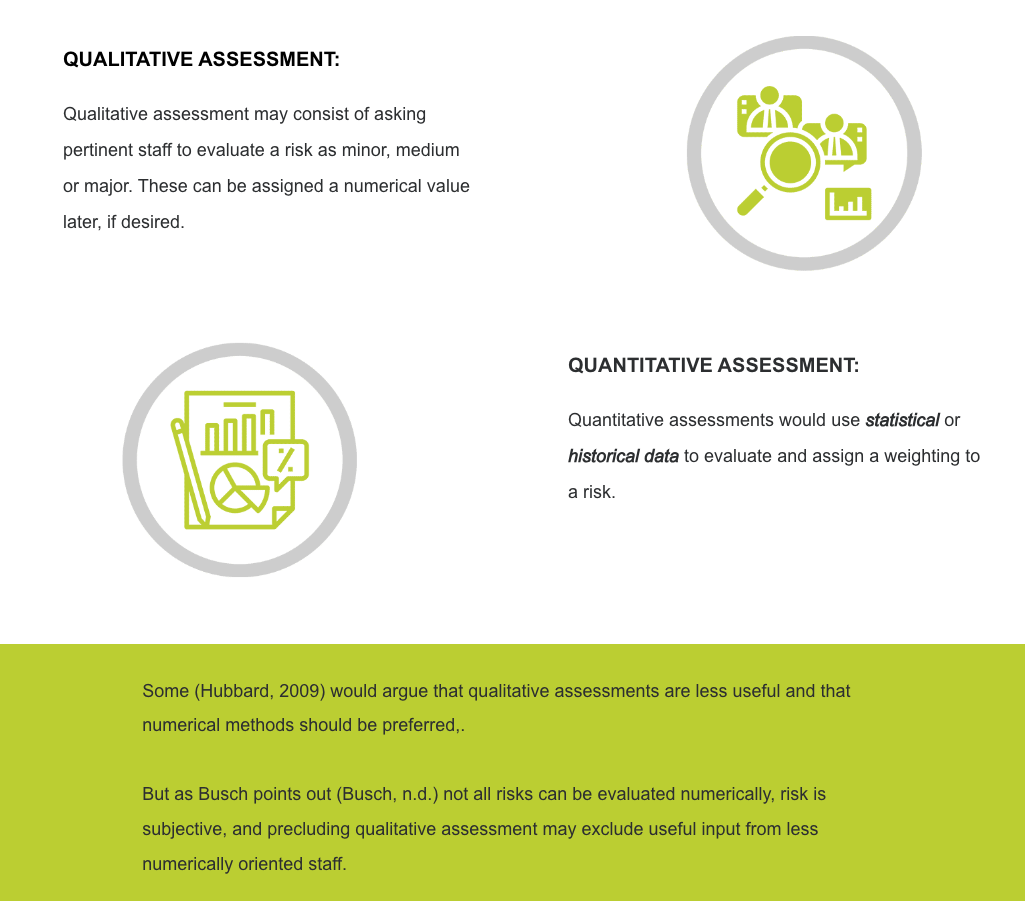 QUALITATIVE ASSESSMENT:
Qualitative assessment may consist of asking
pertinent staff to evaluate a risk as minor, medium
or major. These can be assigned a numerical value
later, if desired.
QUANTITATIVE ASSESSMENT:
Quantitative assessments would use statistical or
historical data to evaluate and assign a weighting to
a risk.
Some (Hubbard, 2009) would argue that qualitative assessments are less useful and that
numerical methods should be preferred,.
But as Busch points out (Busch, n.d.) not all risks can be evaluated numerically, risk is
subjective, and precluding qualitative assessment may exclude useful input from less
numerically oriented staff.